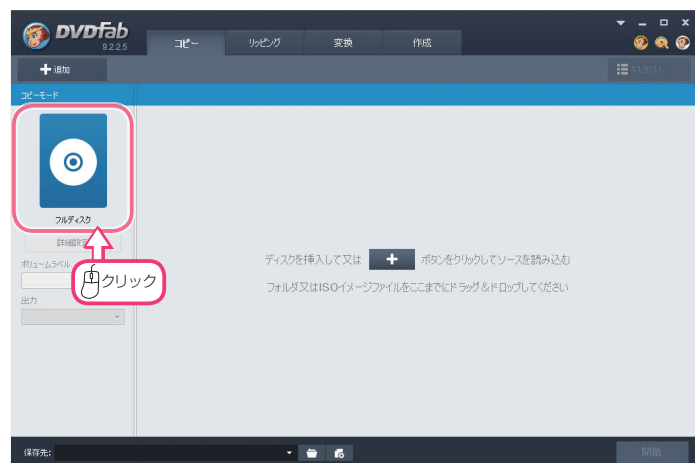 DVDFab
9.2.2.5
コピー
リッピング
変換
作成
+ 追加
タスクリスト
コピーモード
フルディスク
詳細設定
ボリュームラベル
クリック
出力
ディスクを挿入して又は + ボタンをクリックしてソースを読み込む
フォルダ又はISOイメージファイルをここまでにドラッグ&ドロップしてください
保存先:
開始